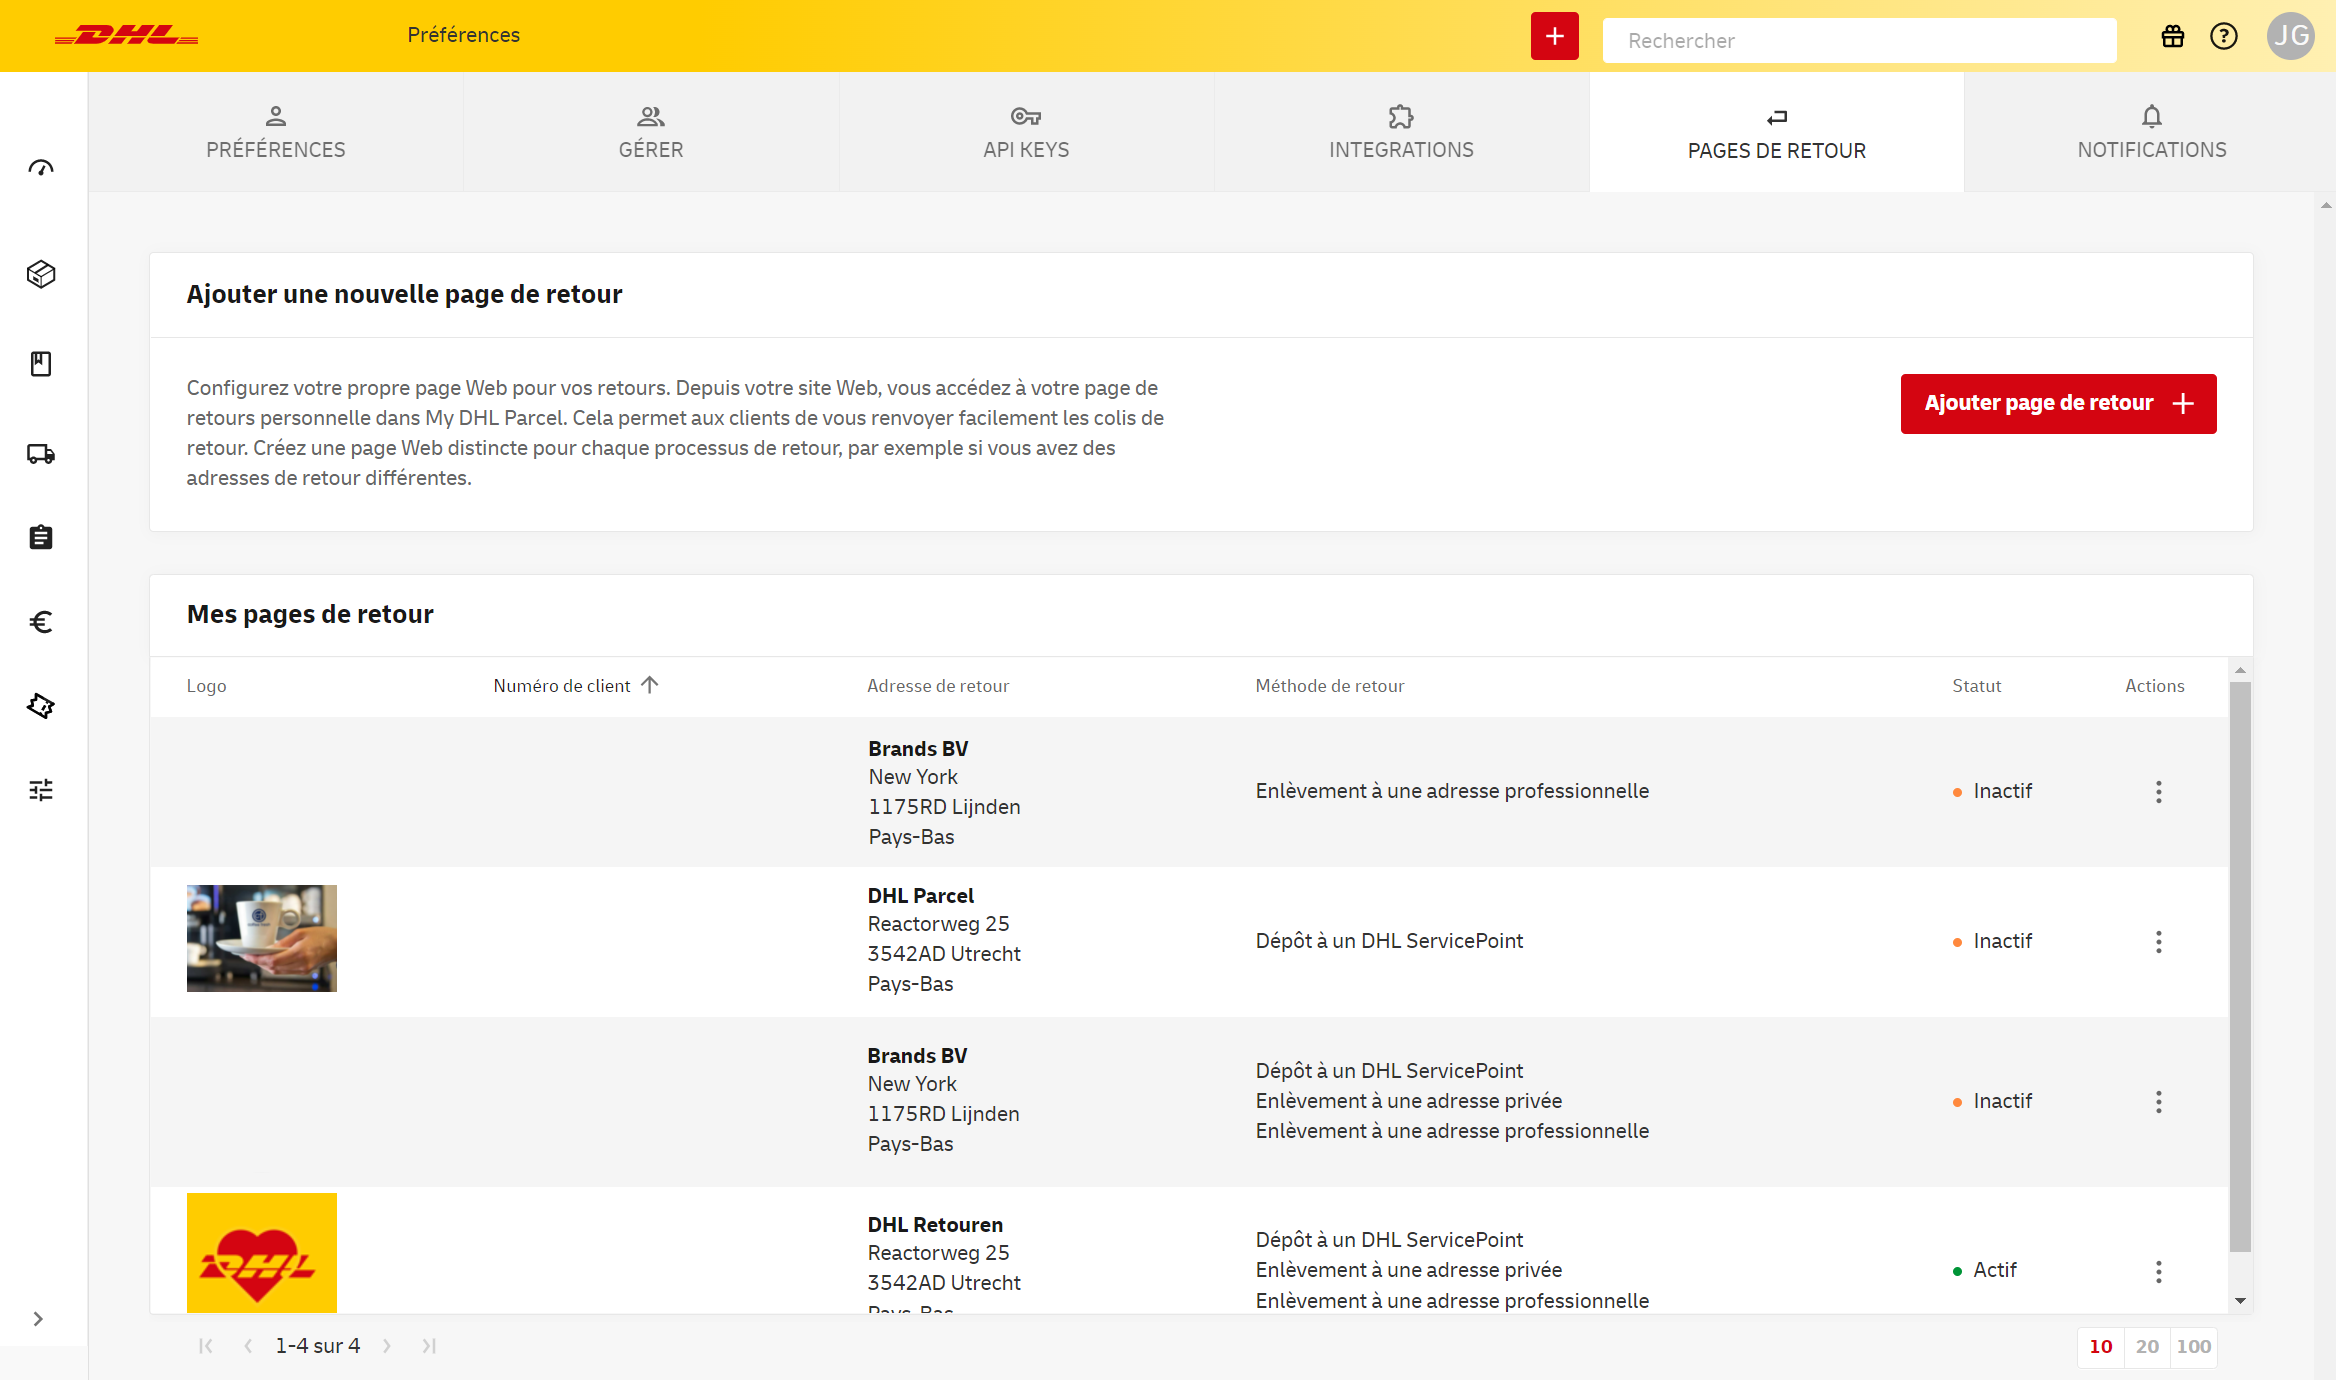 DHL
Préférences
Rechercher
JG
PRÉFÉRENCES
GÉRER
API KEYS
INTEGRATIONS
PAGES DE RETOUR
NOTIFICATIONS
Ajouter une nouvelle page de retour
Configurez votre propre page Web pour vos retours. Depuis votre site Web, vous accédez à votre page de
retours personnelle dans My DHL Parcel. Cela permet aux clients de vous renvoyer facilement les colis de
retour. Créez une page Web distincte pour chaque processus de retour, par exemple si vous avez des
adresses de retour différentes.
Ajouter page de retour
Mes pages de retour
Logo
Numéro de client
Adresse de retour
Méthode de retour
Statut
Actions
Brands BV
New York
1175RD Lijnden
Pays-Bas
Enlèvement à une adresse professionnelle
Inactif
DHL Parcel
Reactorweg 25
3542AD Utrecht
Pays-Bas
Dépôt à un DHL ServicePoint
Inactif
Brands BV
New York
1175RD Lijnden
Pays-Bas
Dépôt à un DHL ServicePoint
Enlèvement à une adresse privée
Enlèvement à une adresse professionnelle
Inactif
DHL
DHL Retouren
Reactorweg 25
3542AD Utrecht
Pays-Bas
Dépôt à un DHL ServicePoint
Enlèvement à une adresse privée
Enlèvement à une adresse professionnelle
Actif
1-4 sur 4
10
20
100